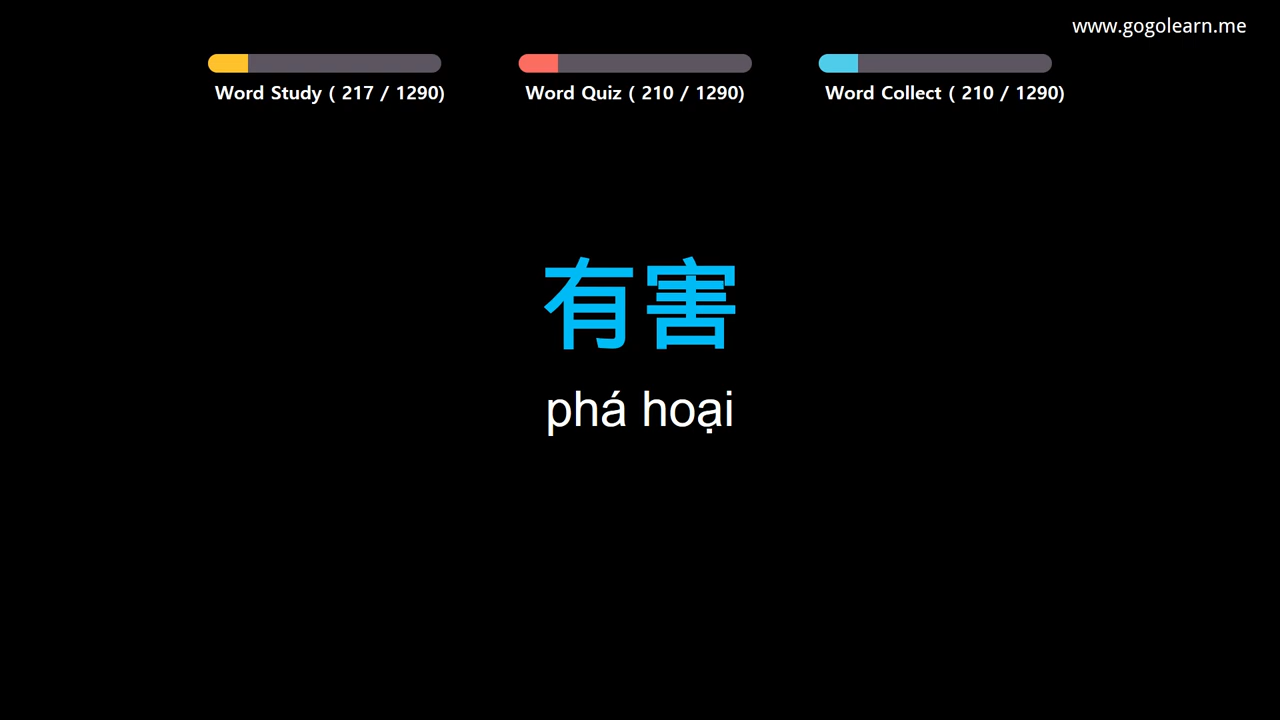 www.gogolearn.me
Word Study ( 217 / 1290)
Word Quiz ( 210 / 1290)
Word Collect ( 210 / 1290)
有害
phá hoại